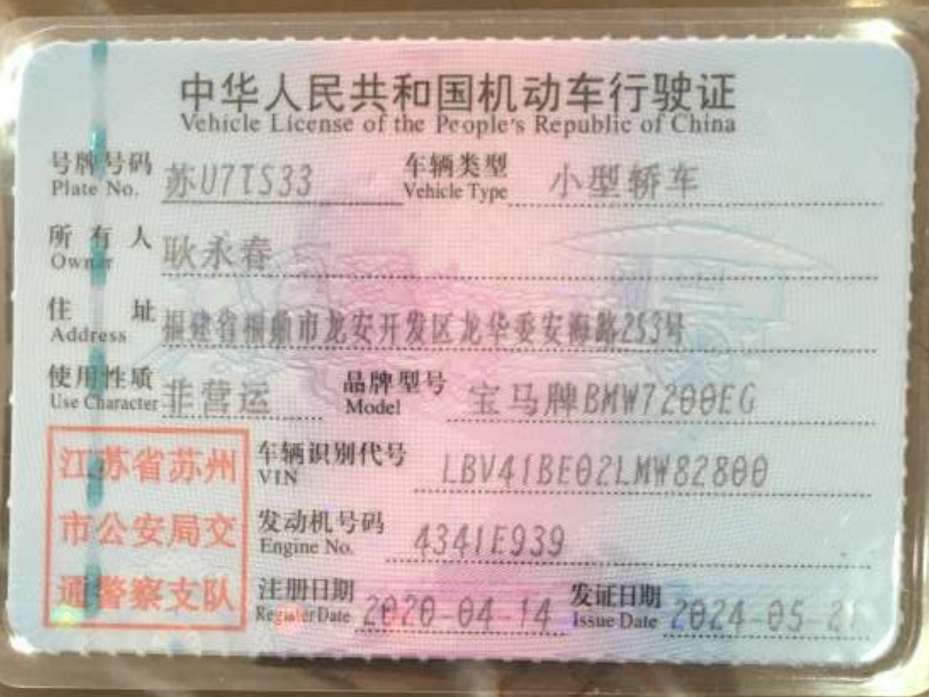 中华人民共和国机动车行驶证
Vehicle License of the People's Republic of China
号牌号码 苏U7TS33 车辆类型 小型轿车
Plate No. Vehicle Type
所有人 耿永春
Owner
住址 福建省福鼎市龙安开发区龙华委安海路253号
Address
使用性质 非营运 品牌型号 宝马牌BMW7200EG
Use Character Model
江苏省苏州
市公安局交
通警察支队
车辆识别代号 LBV41BE02LMW82800
VIN
发动机号码 4341E939
Engine No.
注册日期 2020-04-14 发证日期 2024-05-
Register Date Issue Date